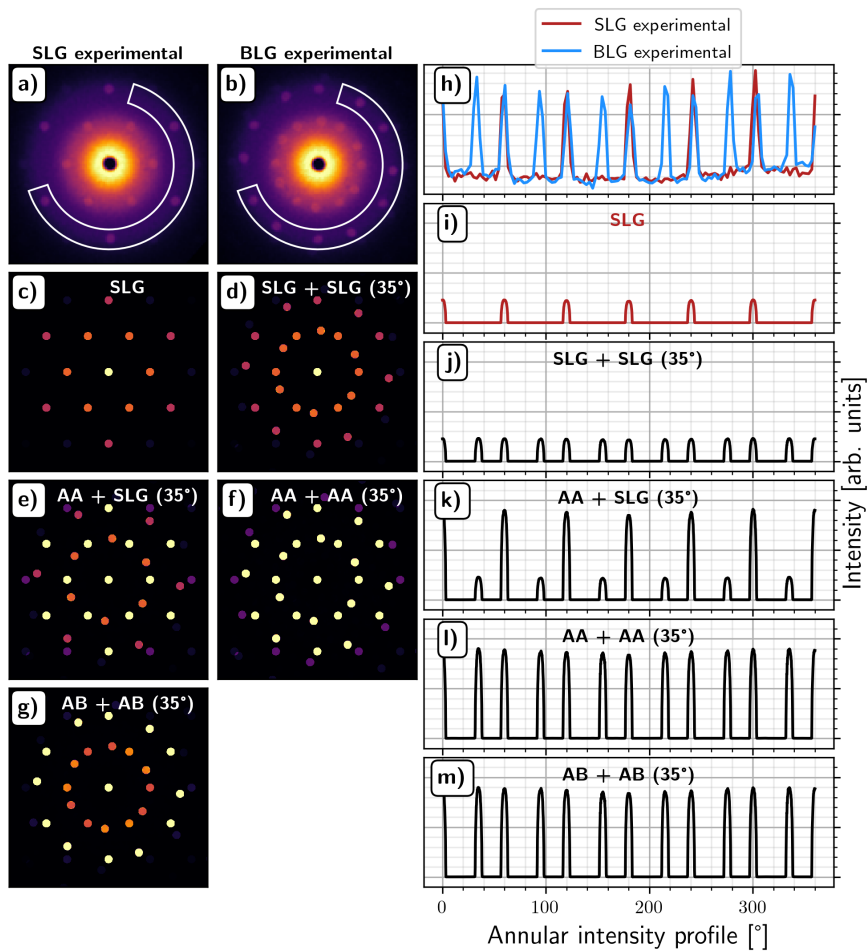 SLG experimental
BLG experimental
SLG experimental
BLG experimental
a)
b)
h)
i)
SLG
c)
SLG
d)
SLG + SLG (35°)
j)
SLG + SLG (35°)
e)
AA + SLG (35°)
f)
AA + AA (35°)
k)
AA + SLG (35°)
l)
AA + AA (35°)
g)
AB + AB (35°)
m)
AB + AB (35°)
Intensity [arb. units]
0
100
200
300
Annular intensity profile [°]